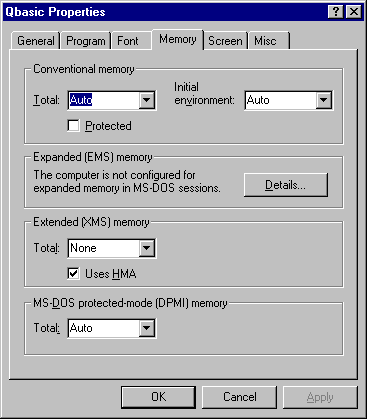 Qbasic Properties
General Program Font Memory Screen Misc
Conventional memory
Total: Auto Initial environment: Auto
Protected
Expanded (EMS) memory
The computer is not configured for
expanded memory in MS-DOS sessions.
Details...
Extended (XMS) memory
Total: None
Uses HMA
MS-DOS protected-mode (DPMI) memory
Total: Auto
OK Cancel Apply